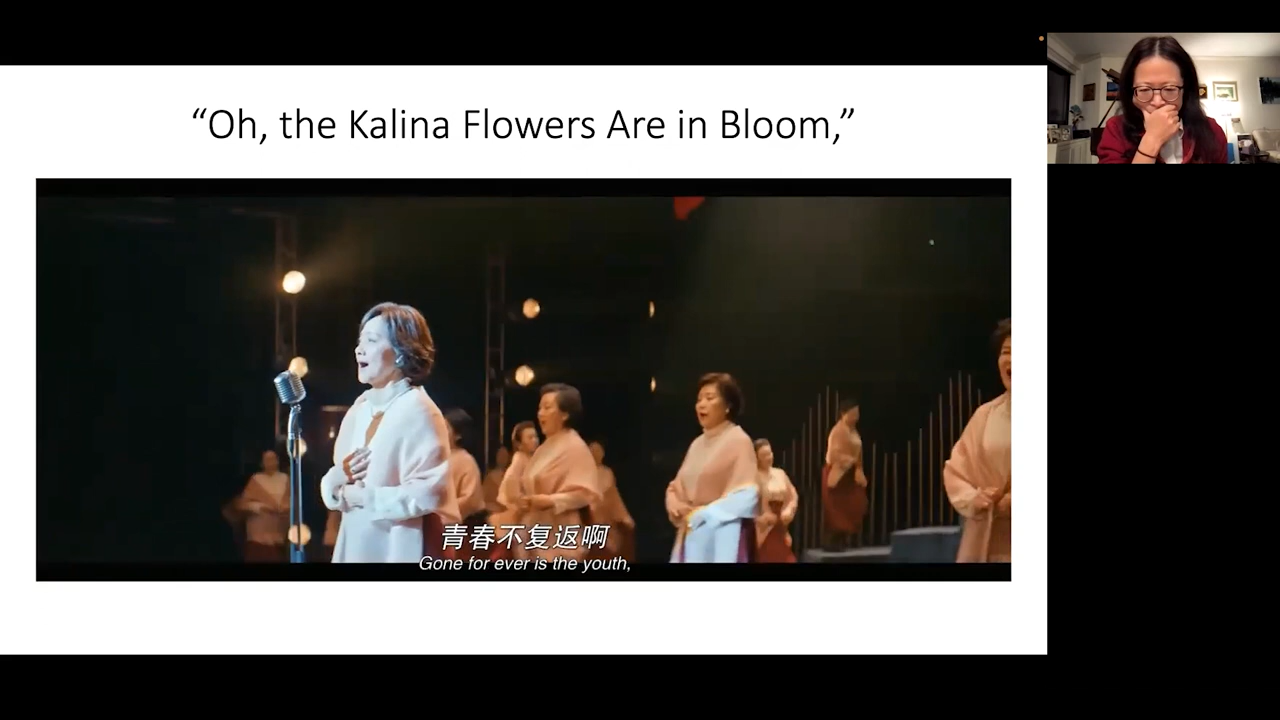 “Oh, the Kalina Flowers Are in Bloom,”
青春不复返啊
Gone for ever is the youth,